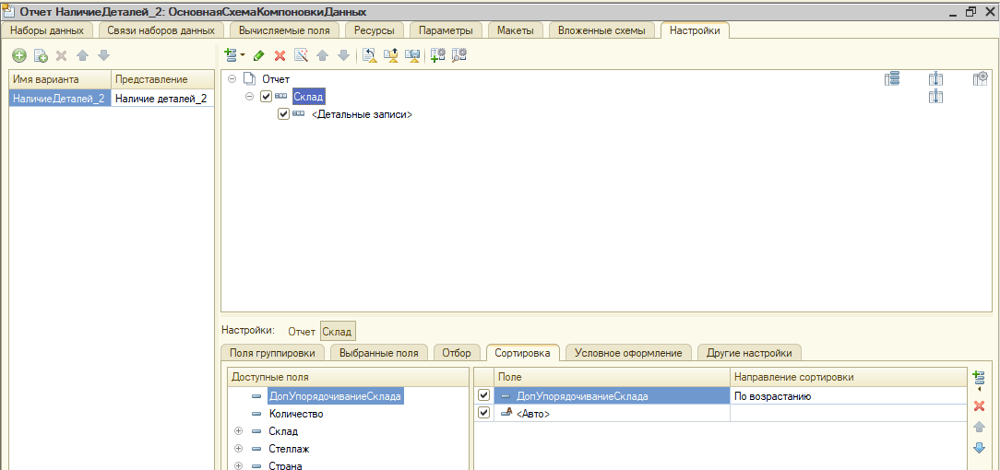 Отчет НаличиеДеталей_2: ОсновнаяСхемаКомпоновкиДанных
Наборы данных Связи наборов данных Вычисляемые поля Ресурсы Параметры Макеты Вложенные схемы Настройки
Имя варианта Представление
НаличиеДеталей_2 Наличие деталей_2
Отчет
Склад
<Детальные записи>
Настройки: Отчет Склад
Поля группировки Выбранные поля Отбор Сортировка Условное оформление Другие настройки
Доступные поля
ДопУпорядочиваниеСклада
Количество
Склад
Стеллаж
Страна
Поле Направление сортировки
ДопУпорядочиваниеСклада По возрастанию
<Авто>